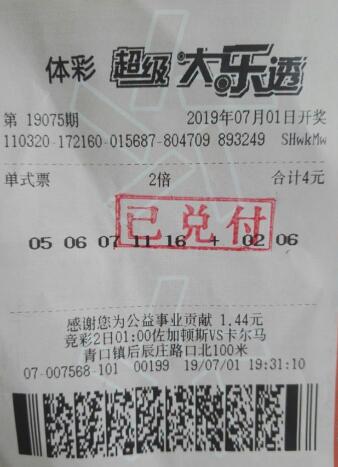 体彩 超级大乐透
第 19075期 2019年07月01日开奖
110320-172160-015687-804709 893249 SHwkMw
单式票 2倍 合计4元
已兑付
05 06 07 11 16 + 02 06
感谢您为公益事业贡献 1.44元
竞彩2日01:00佐加顿斯VS卡尔马
青口镇后辰庄路口北100米
07-007568-101 00199 19/07/01 19:31:10